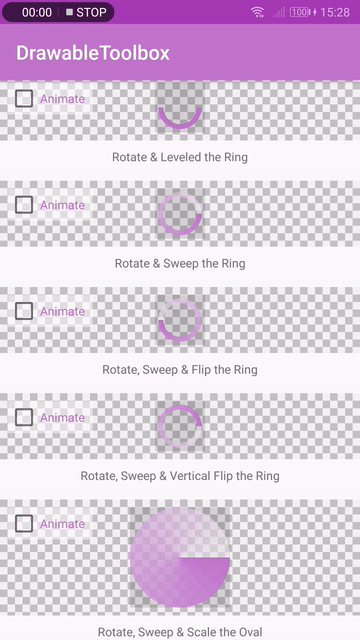 00:00 STOP 100 15:28
DrawableToolbox
Animate
Rotate & Leveled the Ring
Animate
Rotate & Sweep the Ring
Animate
Rotate, Sweep & Flip the Ring
Animate
Rotate, Sweep & Vertical Flip the Ring
Animate
Rotate, Sweep & Scale the Oval